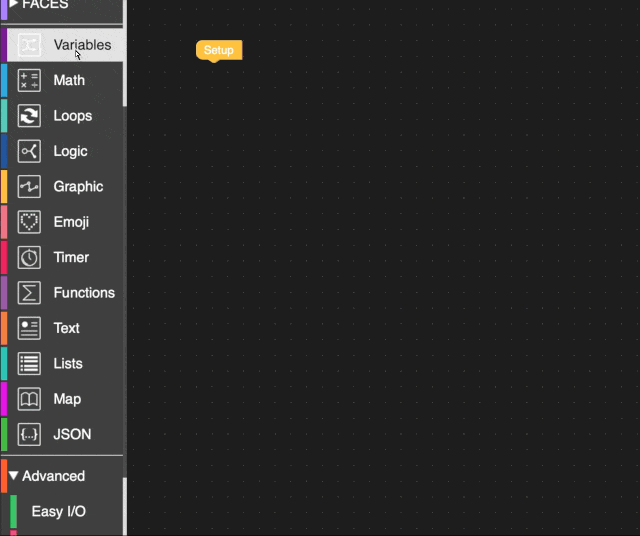 FACES
Variables
Setup
Math
Loops
Logic
Graphic
Emoji
Timer
Functions
Text
Lists
Map
JSON
Advanced
Easy I/O